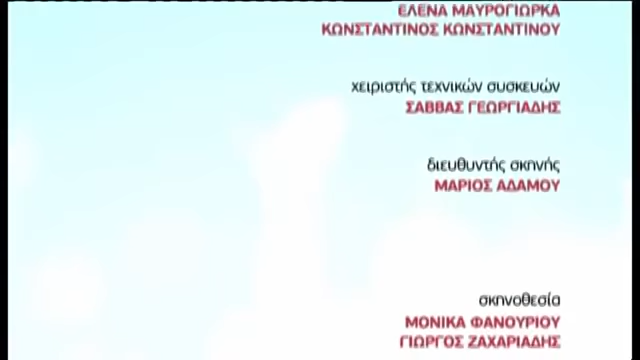 ΕΛΕΝΑ ΜΑΥΡΟΓΙΩΡΚΑ
ΚΩΝΣΤΑΝΤΙΝΟΣ ΚΩΝΣΤΑΝΤΙΝΟΥ
χειριστής τεχνικών συσκευών
ΣΑΒΒΑΣ ΓΕΩΡΓΙΑΔΗΣ
διευθυντής σκηνής
ΜΑΡΙΟΣ ΑΔΑΜΟΥ
σκηνοθεσία
ΜΟΝΙΚΑ ΦΑΝΟΥΡΙΟΥ
ΓΙΩΡΓΟΣ ΖΑΧΑΡΙΑΔΗΣ